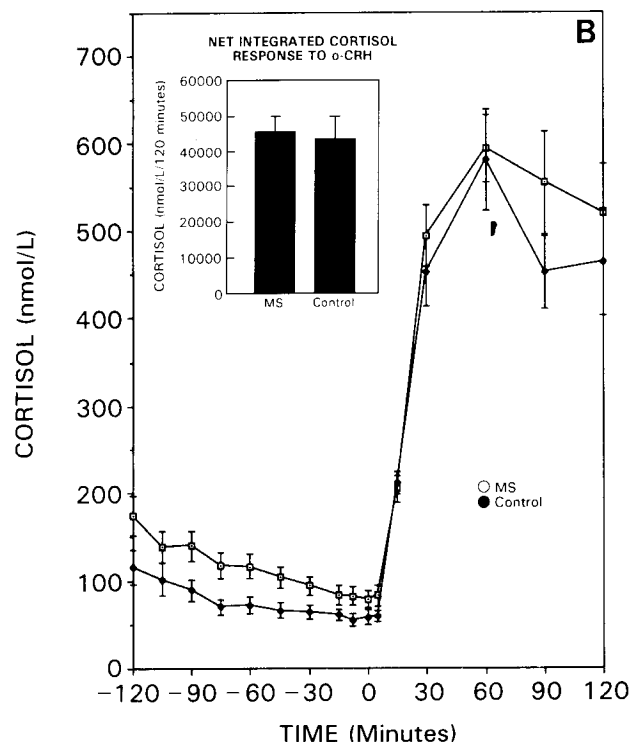 B
NET INTEGRATED CORTISOL
RESPONSE TO o-CRH
CORTISOL (nmol/L/120 minutes)
60000
50000
40000
30000
20000
10000
0
MS Control
CORTISOL (nmol/L)
700
600
500
400
300
200
100
0
○ MS
● Control
−120 −90 −60 −30 0 30 60 90 120
TIME (Minutes)